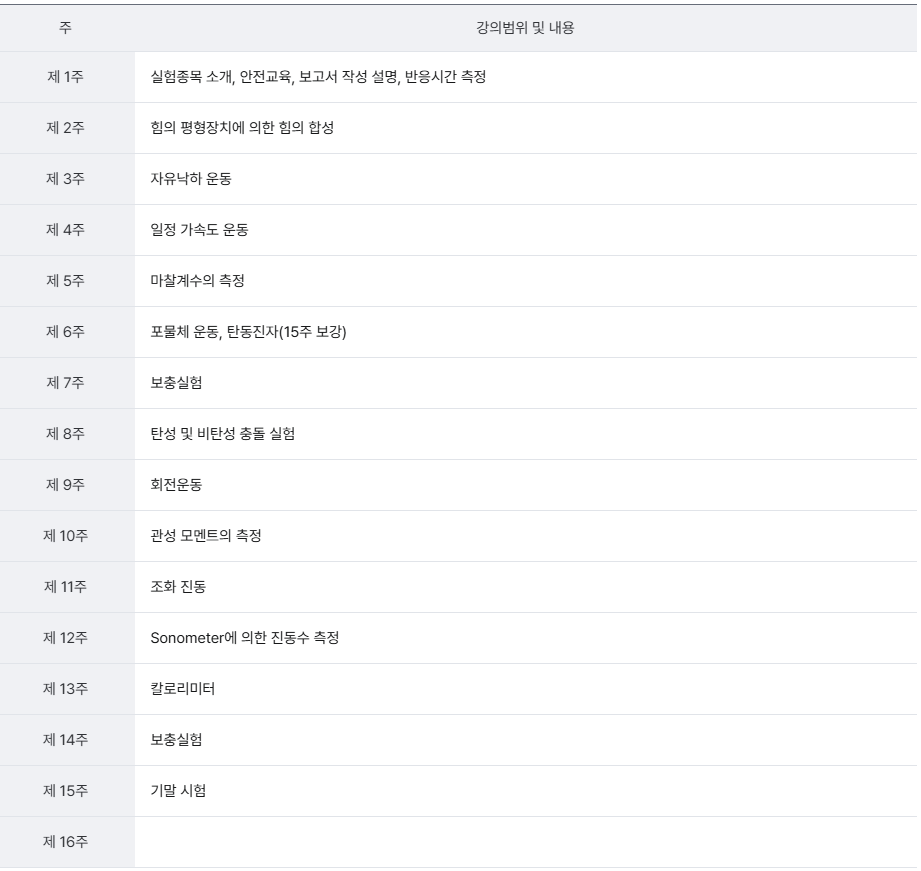 주 강의범위 및 내용
제 1주 실험종목 소개, 안전교육, 보고서 작성 설명, 반응시간 측정
제 2주 힘의 평형장치에 의한 힘의 합성
제 3주 자유낙하 운동
제 4주 일정 가속도 운동
제 5주 마찰계수의 측정
제 6주 포물체 운동, 탄동진자(15주 보강)
제 7주 보충실험
제 8주 탄성 및 비탄성 충돌 실험
제 9주 회전운동
제 10주 관성 모멘트의 측정
제 11주 조화 진동
제 12주 Sonometer에 의한 진동수 측정
제 13주 칼로리미터
제 14주 보충실험
제 15주 기말 시험
제 16주